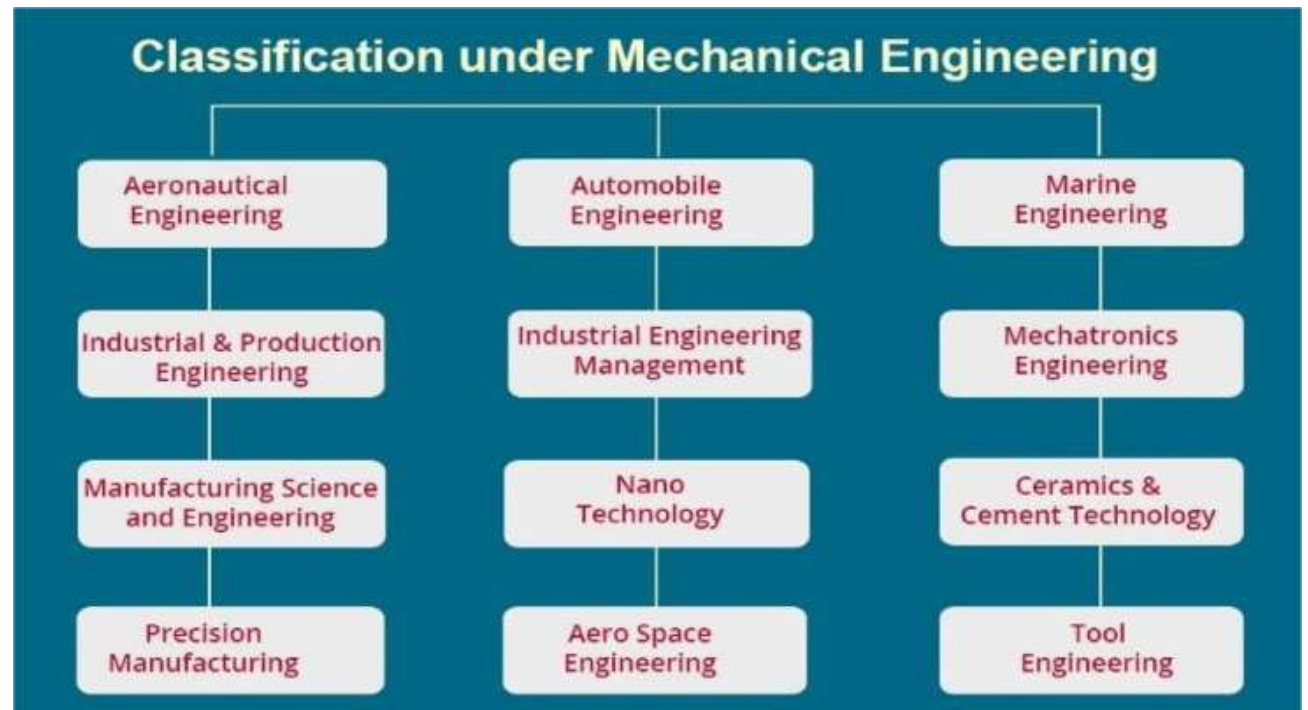 Classification under Mechanical Engineering
Aeronautical
Engineering
Automobile
Engineering
Marine
Engineering
Industrial & Production
Engineering
Industrial Engineering
Management
Mechatronics
Engineering
Manufacturing Science
and Engineering
Nano
Technology
Ceramics &
Cement Technology
Precision
Manufacturing
Aero Space
Engineering
Tool
Engineering